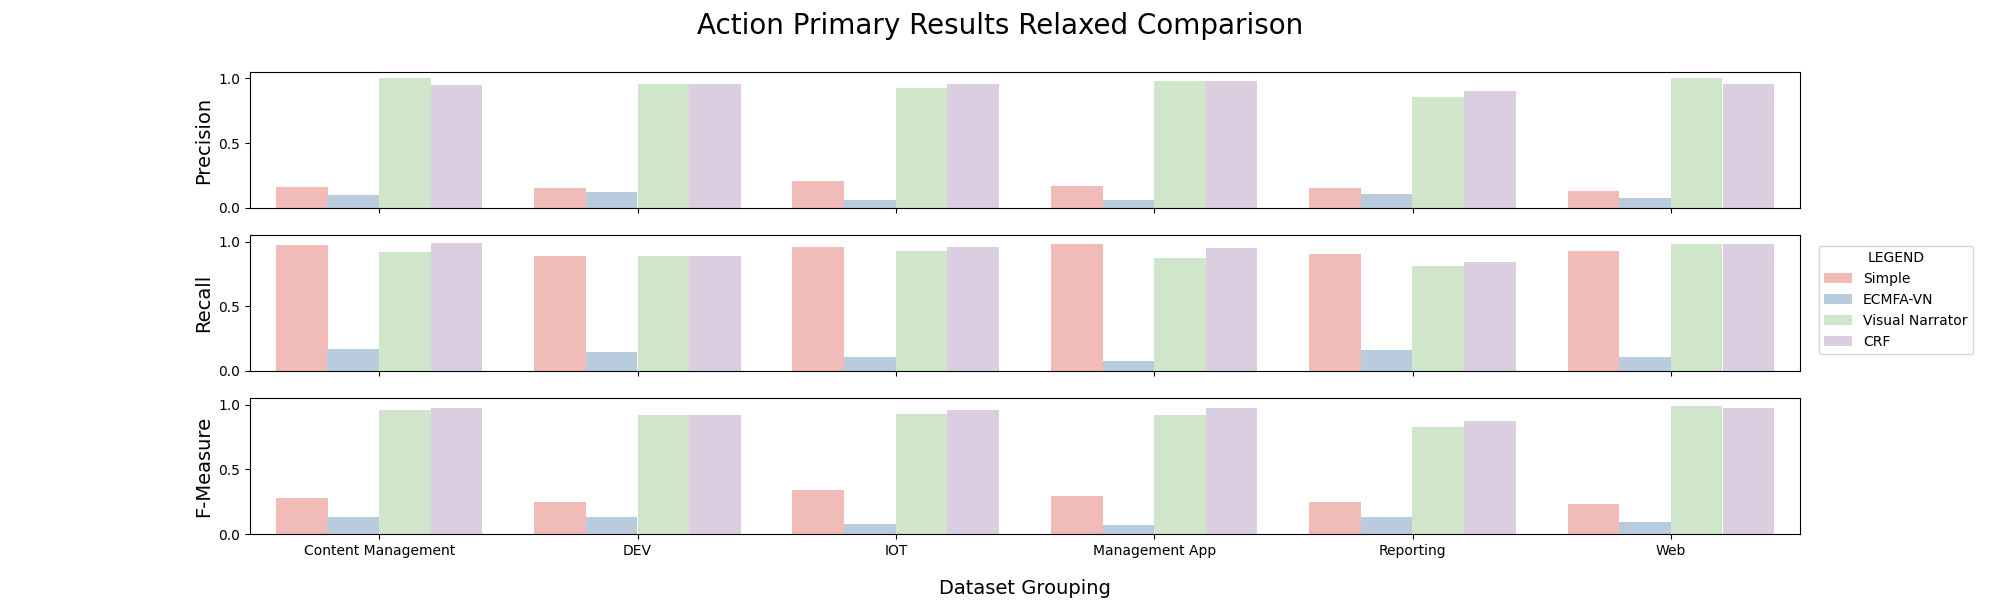 Action Primary Results Relaxed Comparison
Precision
1.0
0.5
0.0
Recall
1.0
0.5
0.0
F-Measure
1.0
0.5
0.0
Content Management
DEV
IOT
Management App
Reporting
Web
Dataset Grouping
LEGEND
Simple
ECMFA-VN
Visual Narrator
CRF